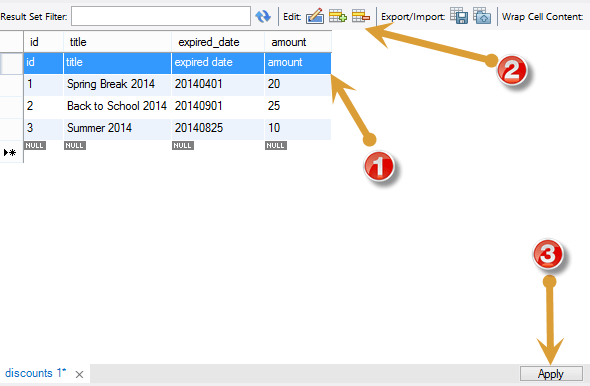 Result Set Filter: Edit: Export/Import: Wrap Cell Content:
2
id title expired_date amount
id title expired date amount
1 Spring Break 2014 20140401 20
2 Back to School 2014 20140901 25
3 Summer 2014 20140825 10
NULL NULL NULL NULL
1
3
discounts 1* × Apply